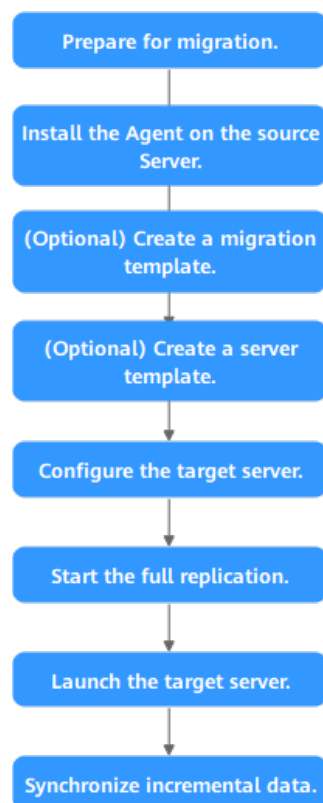 Prepare for migration.
Install the Agent on the source
Server.
(Optional) Create a migration
template.
(Optional) Create a server
template.
Configure the target server.
Start the full replication.
Launch the target server.
Synchronize incremental data.